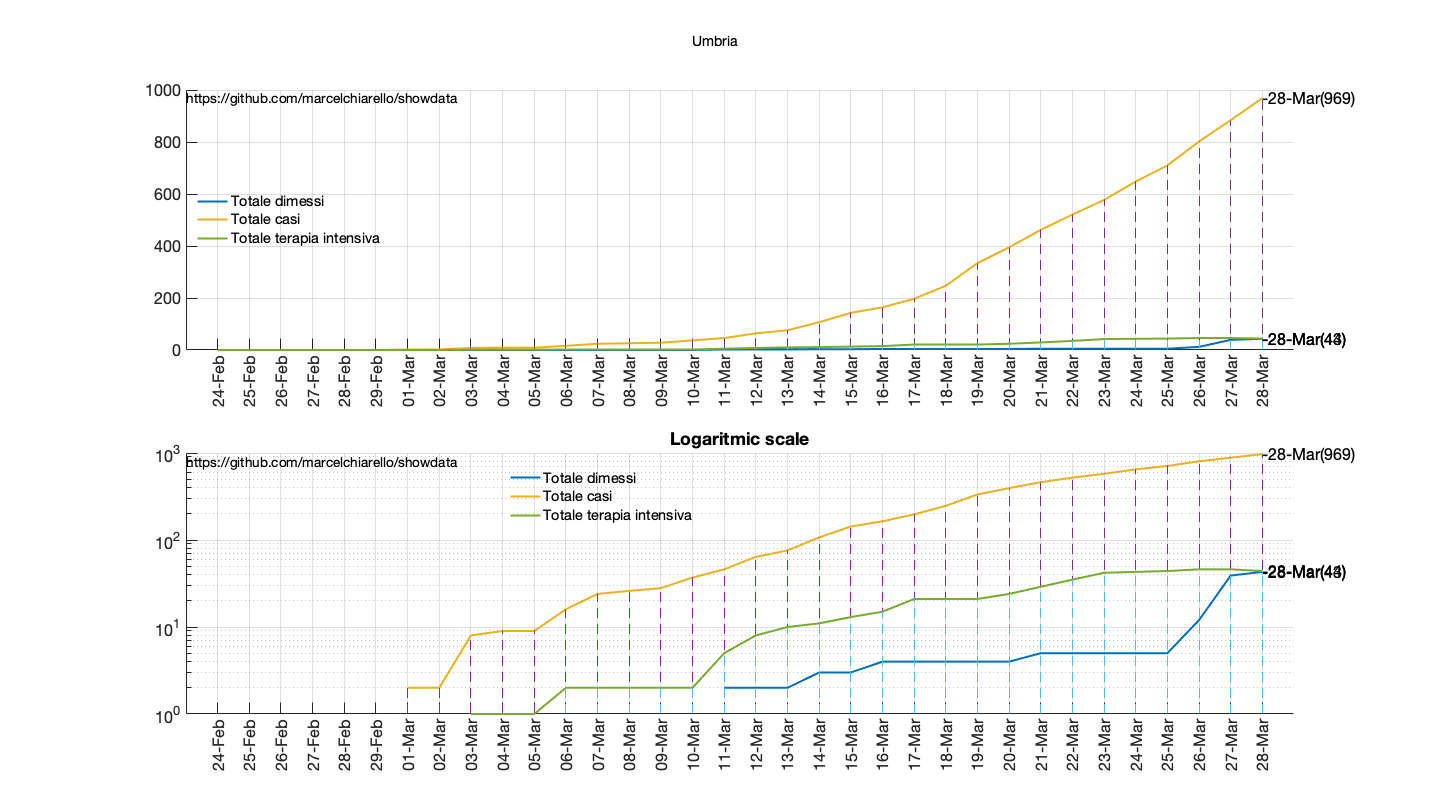 Umbria
1000
800
600
400
200
0
https://github.com/marcelchiarello/showdata
Totale dimessi
Totale casi
Totale terapia intensiva
28-Mar(969)
24-Feb
25-Feb
26-Feb
27-Feb
28-Feb
29-Feb
01-Mar
02-Mar
03-Mar
04-Mar
05-Mar
06-Mar
07-Mar
08-Mar
09-Mar
10-Mar
11-Mar
12-Mar
13-Mar
14-Mar
15-Mar
16-Mar
17-Mar
18-Mar
19-Mar
20-Mar
21-Mar
22-Mar
23-Mar
24-Mar
25-Mar
26-Mar
27-Mar
28-Mar
Logaritmic scale
10³
10²
10¹
10⁰
https://github.com/marcelchiarello/showdata
Totale dimessi
Totale casi
Totale terapia intensiva
28-Mar(969)
24-Feb
25-Feb
26-Feb
27-Feb
28-Feb
29-Feb
01-Mar
02-Mar
03-Mar
04-Mar
05-Mar
06-Mar
07-Mar
08-Mar
09-Mar
10-Mar
11-Mar
12-Mar
13-Mar
14-Mar
15-Mar
16-Mar
17-Mar
18-Mar
19-Mar
20-Mar
21-Mar
22-Mar
23-Mar
24-Mar
25-Mar
26-Mar
27-Mar
28-Mar